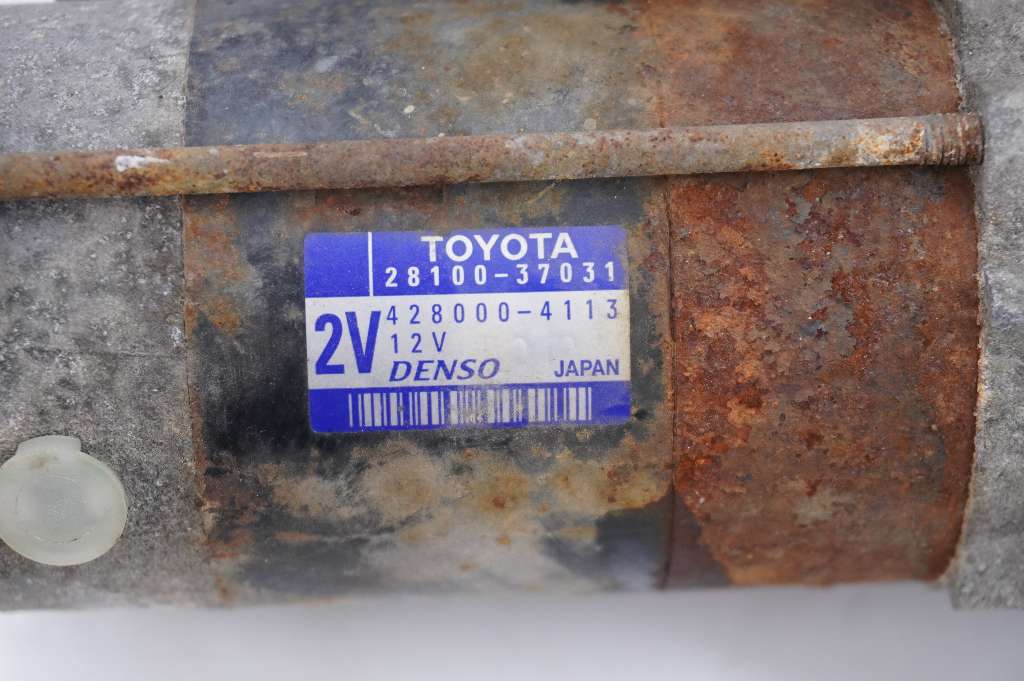 TOYOTA
28100-37031
2V
428000-4113
12V
DENSO JAPAN